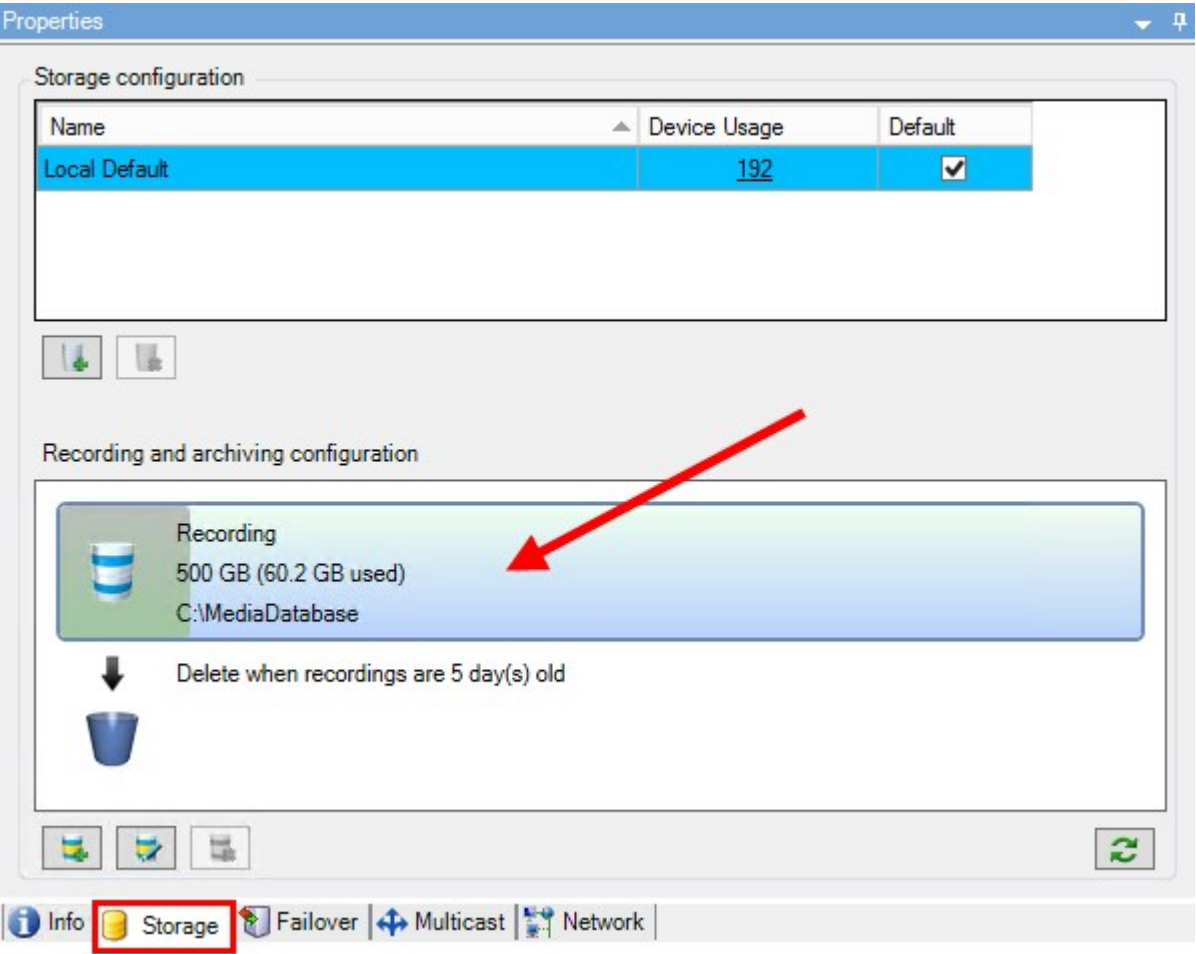 Properties
Storage configuration
Name Device Usage Default
Local Default 192
Recording and archiving configuration
Recording
500 GB (60.2 GB used)
C:\MediaDatabase
Delete when recordings are 5 day(s) old
Info Storage Failover Multicast Network